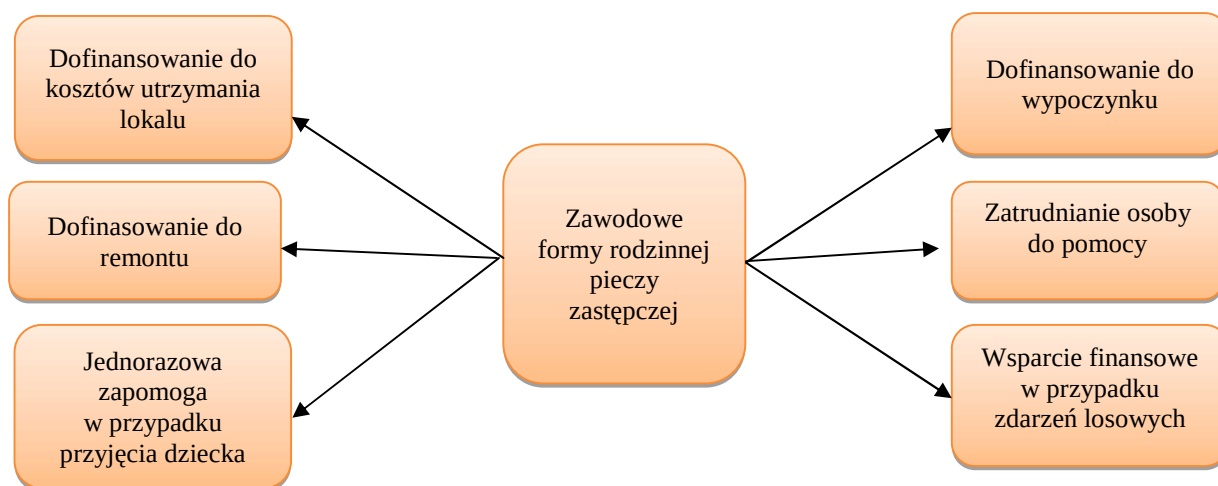 Dofinansowanie do
kosztów utrzymania
lokalu
Dofinasowanie do
remontu
Jednorazowa
zapomoga
w przypadku
przyjęcia dziecka
Zawodowe
formy rodzinnej
pieczy
zastępczej
Dofinansowanie do
wypoczynku
Zatrudnianie osoby
do pomocy
Wsparcie finansowe
w przypadku
zdarzeń losowych